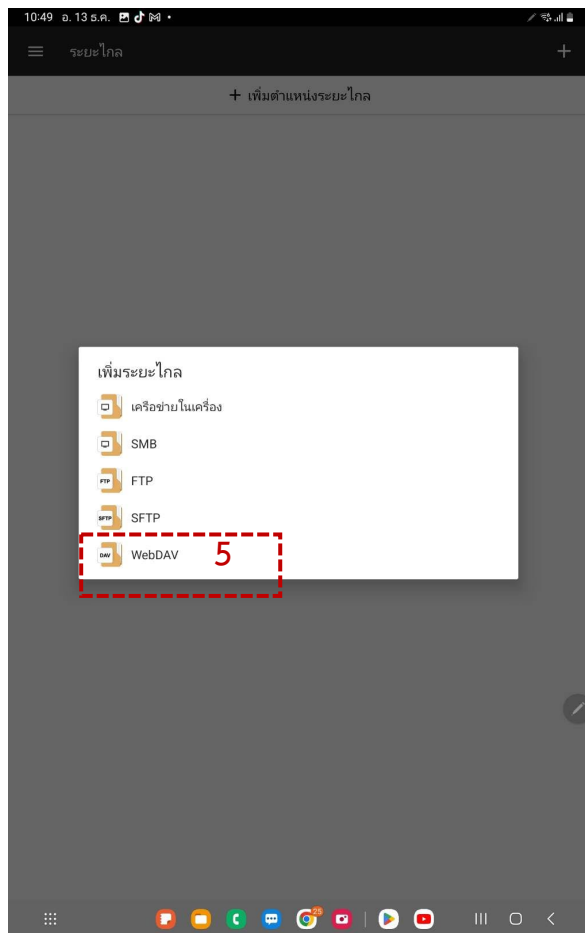 10:49 อ. 13 ธ.ค.
ระยะไกล
+ เพิ่มตำแหน่งระยะไกล
เพิ่มระยะไกล
เครือข่ายในเครื่อง
SMB
FTP
FTP
SFTP
SFTP
DAV
WebDAV
5
25